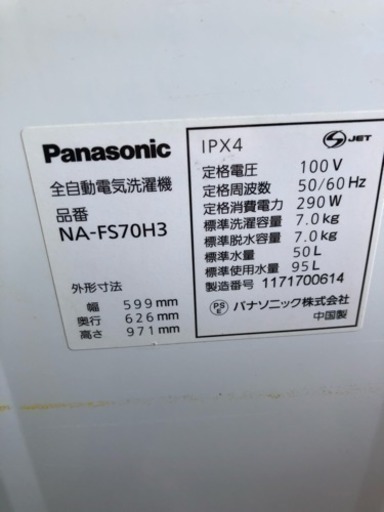 Panasonic
全自動電気洗濯機
品番
NA-FS70H3
外形寸法
幅 599mm
奥行 626mm
高さ 971mm
IPX4
S JET
定格電圧 100V
定格周波数 50/60Hz
定格消費電力 290W
標準洗濯容量 7.0kg
標準脱水容量 7.0kg
標準水量 50L
標準使用水量 95L
製造番号 1171700614
PS E パナソニック株式会社
中国製